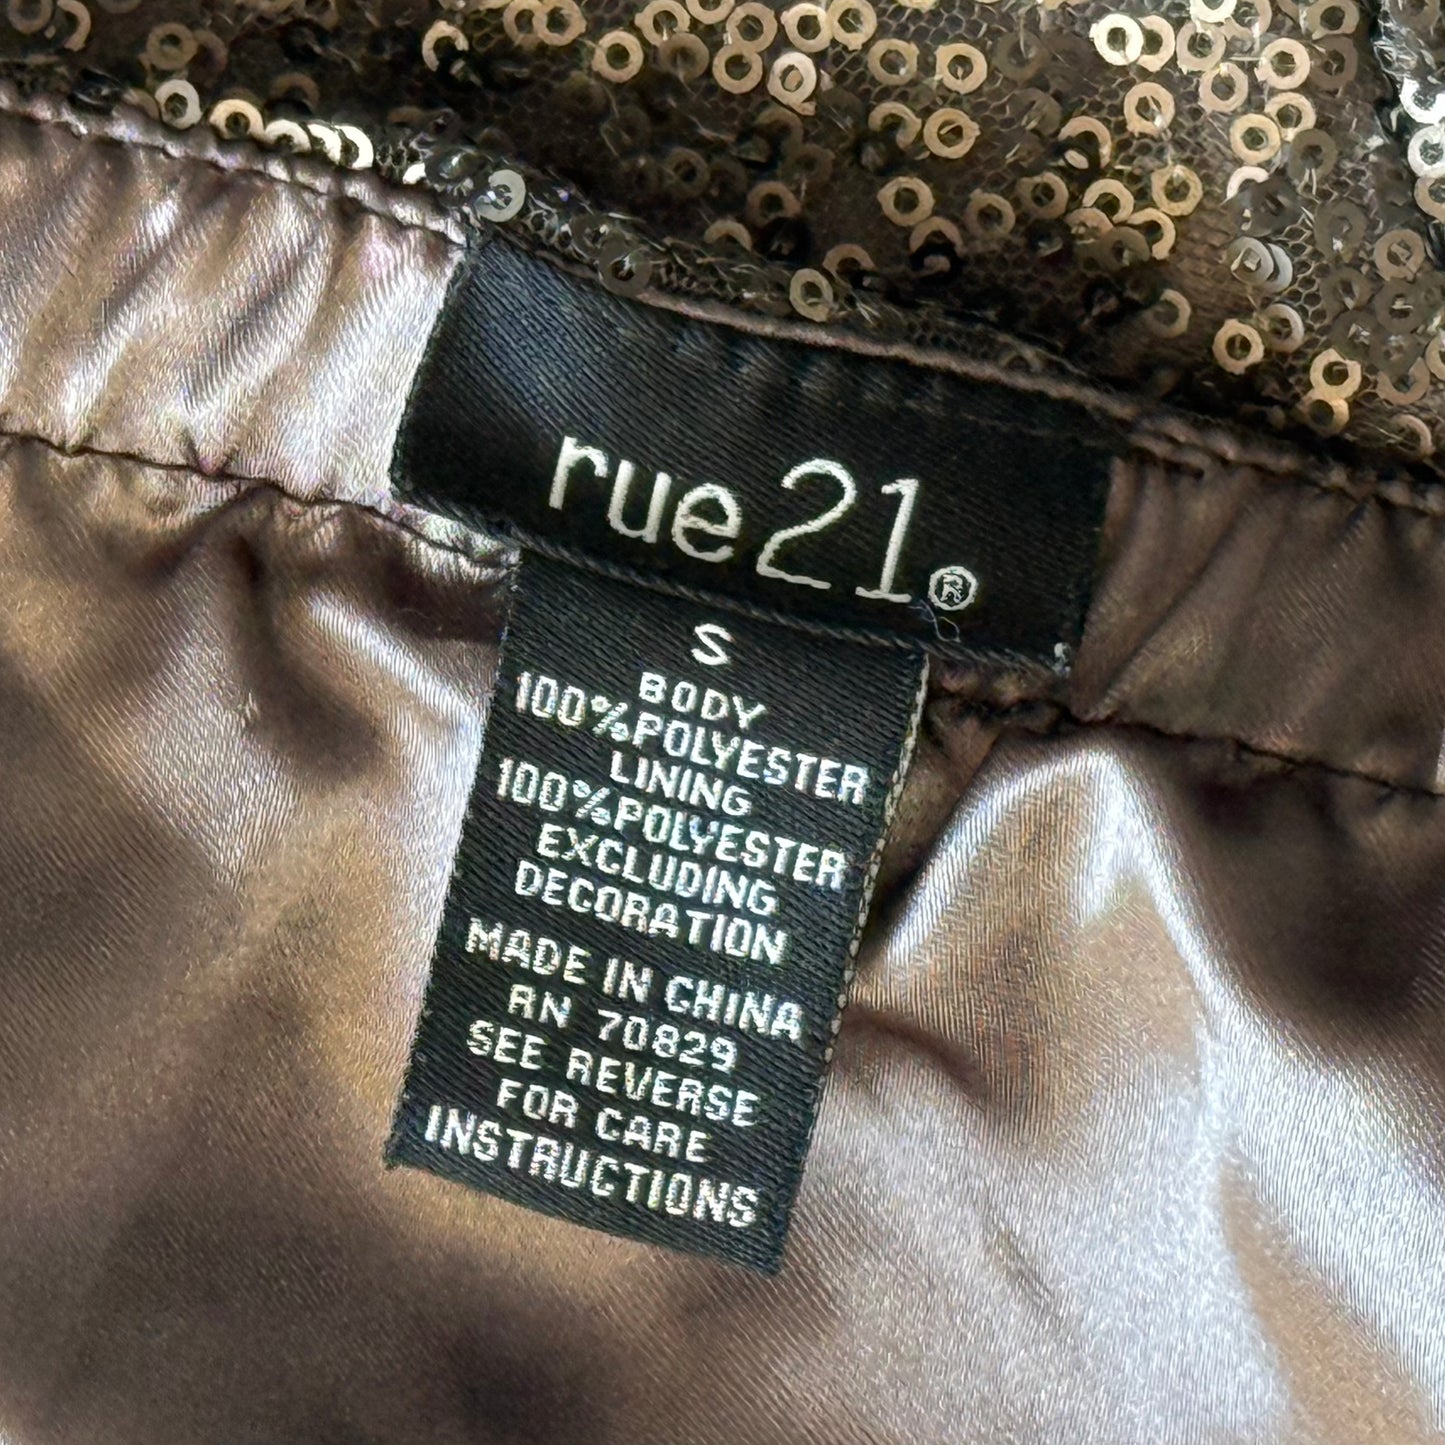 rue21®
S
BODY
100%POLYESTER
LINING
100%POLYESTER
EXCLUDING
DECORATION
MADE IN CHINA
RN 70829
SEE REVERSE
FOR CARE
INSTRUCTIONS